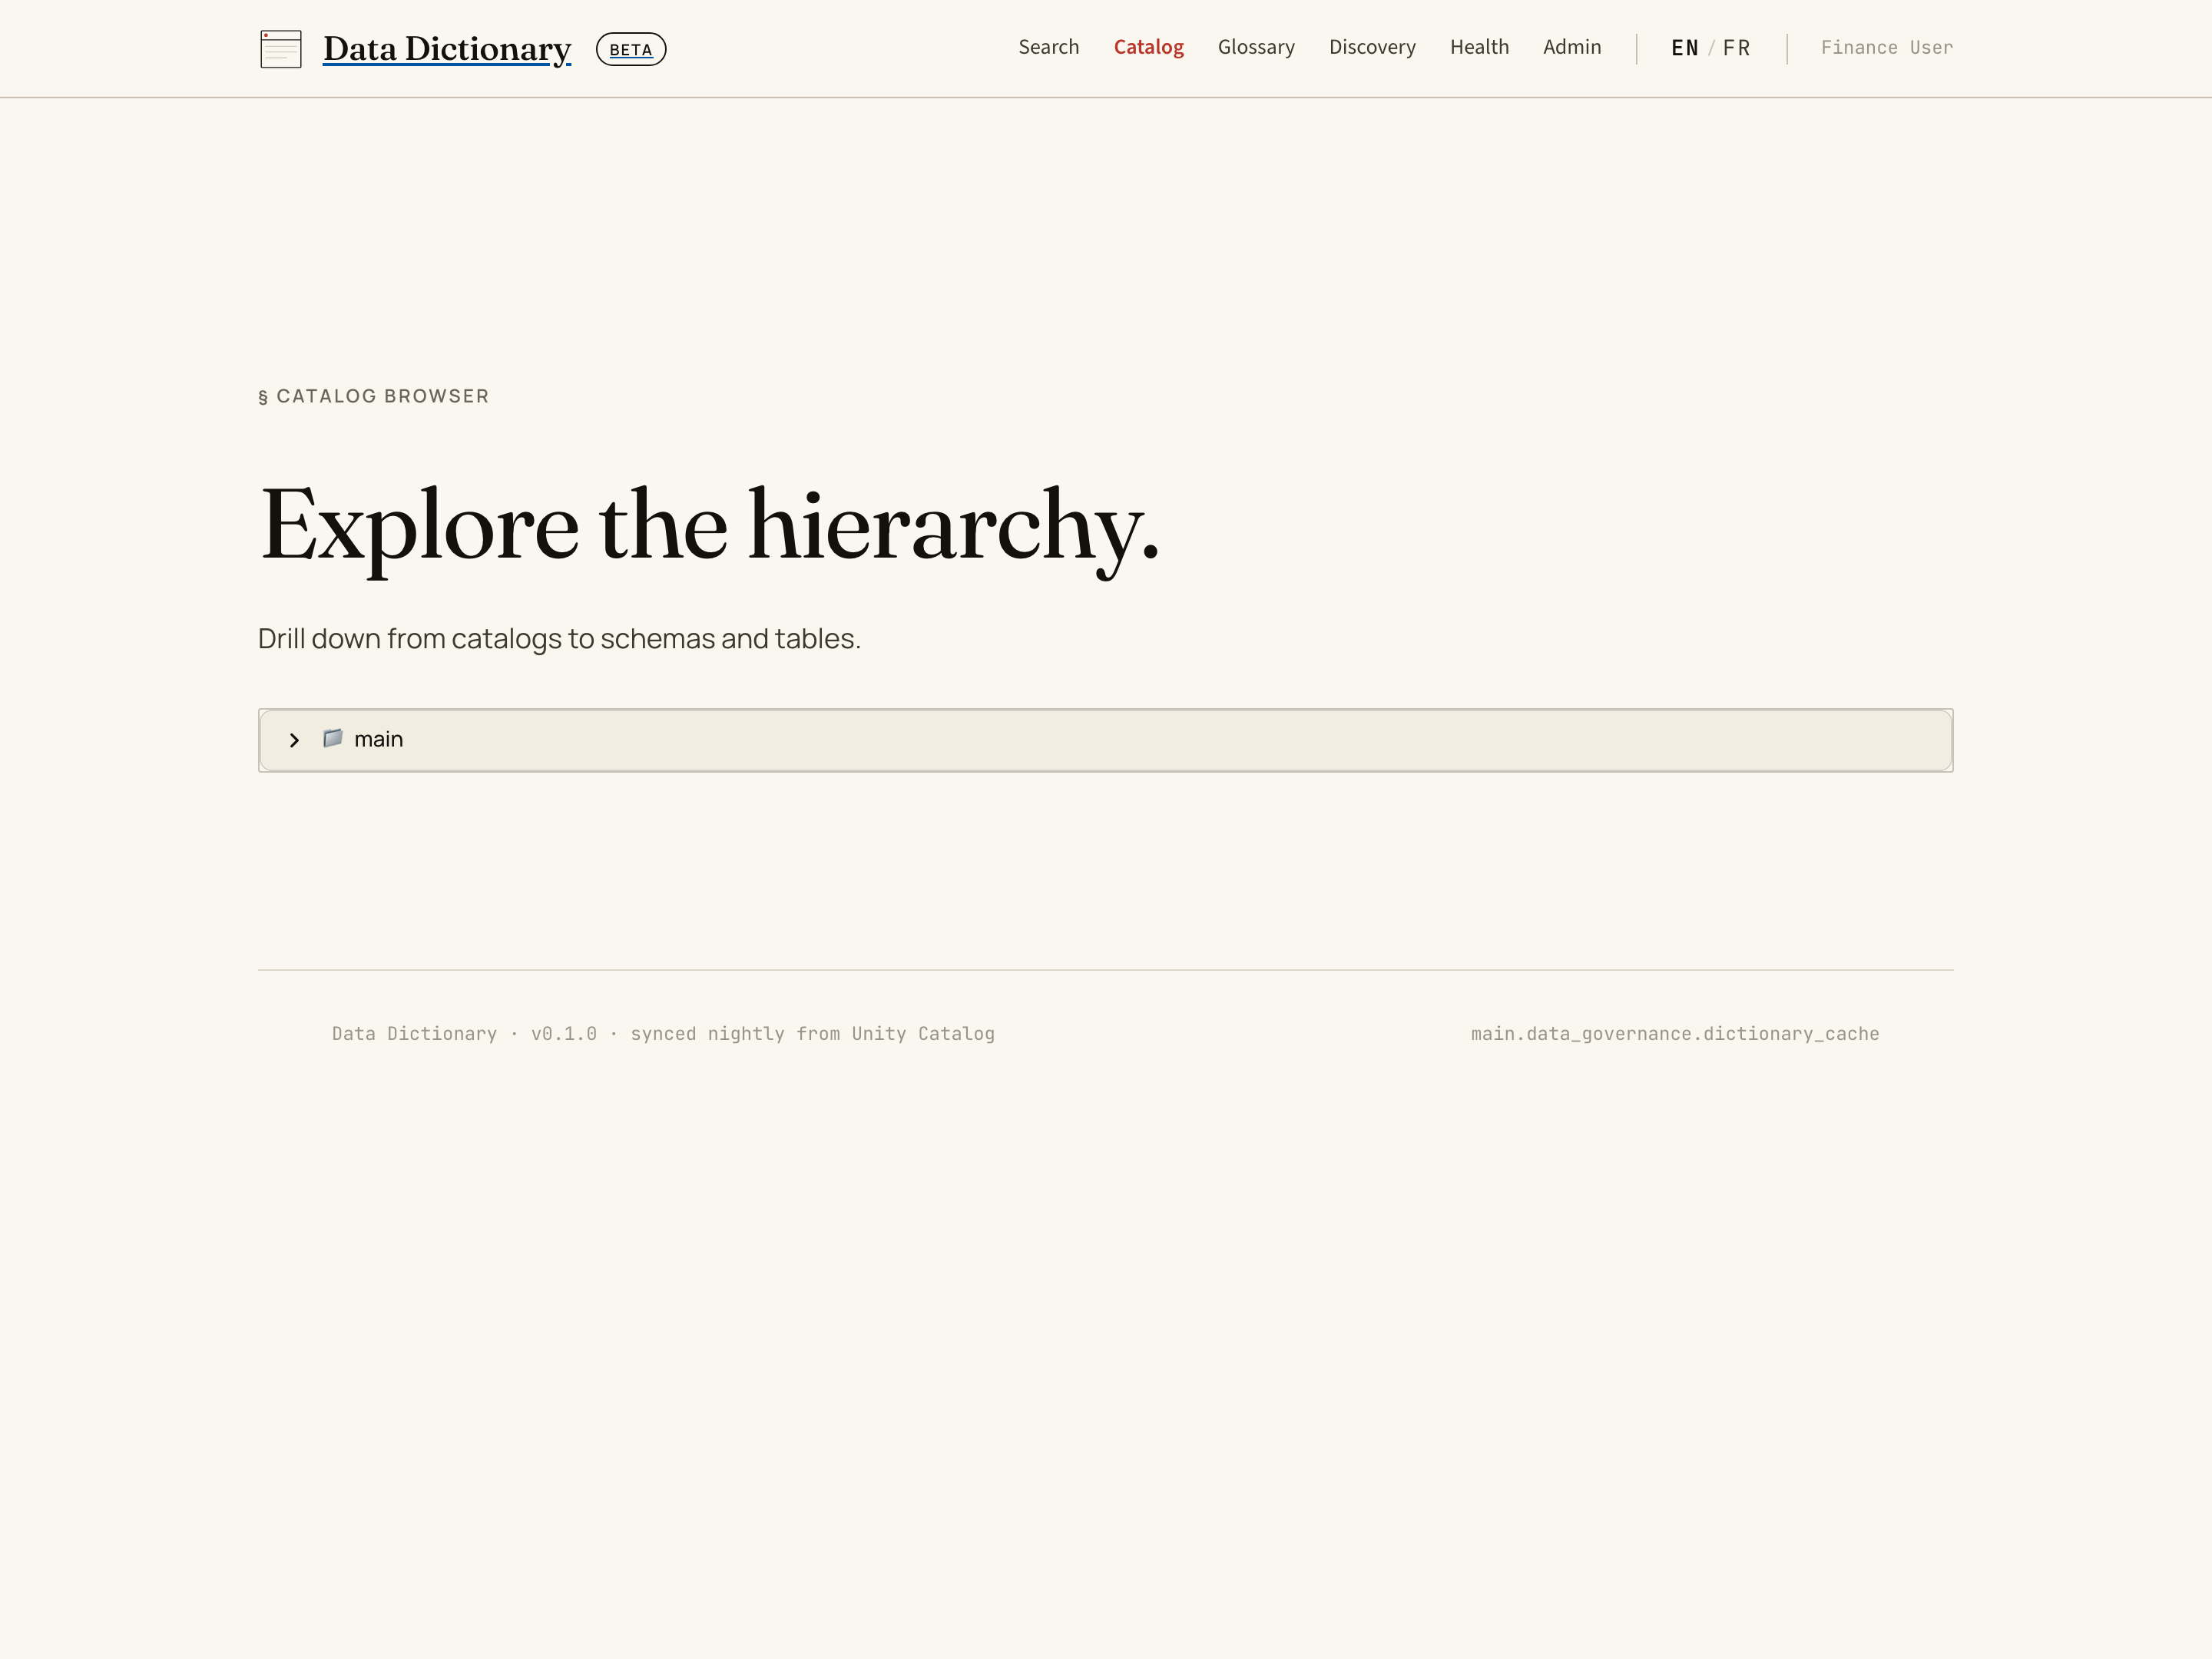 Data Dictionary BETA Search Catalog Glossary Discovery Health Admin EN / FR Finance User
§ CATALOG BROWSER
Explore the hierarchy.
Drill down from catalogs to schemas and tables.
main
Data Dictionary · v0.1.0 · synced nightly from Unity Catalog main.data_governance.dictionary_cache